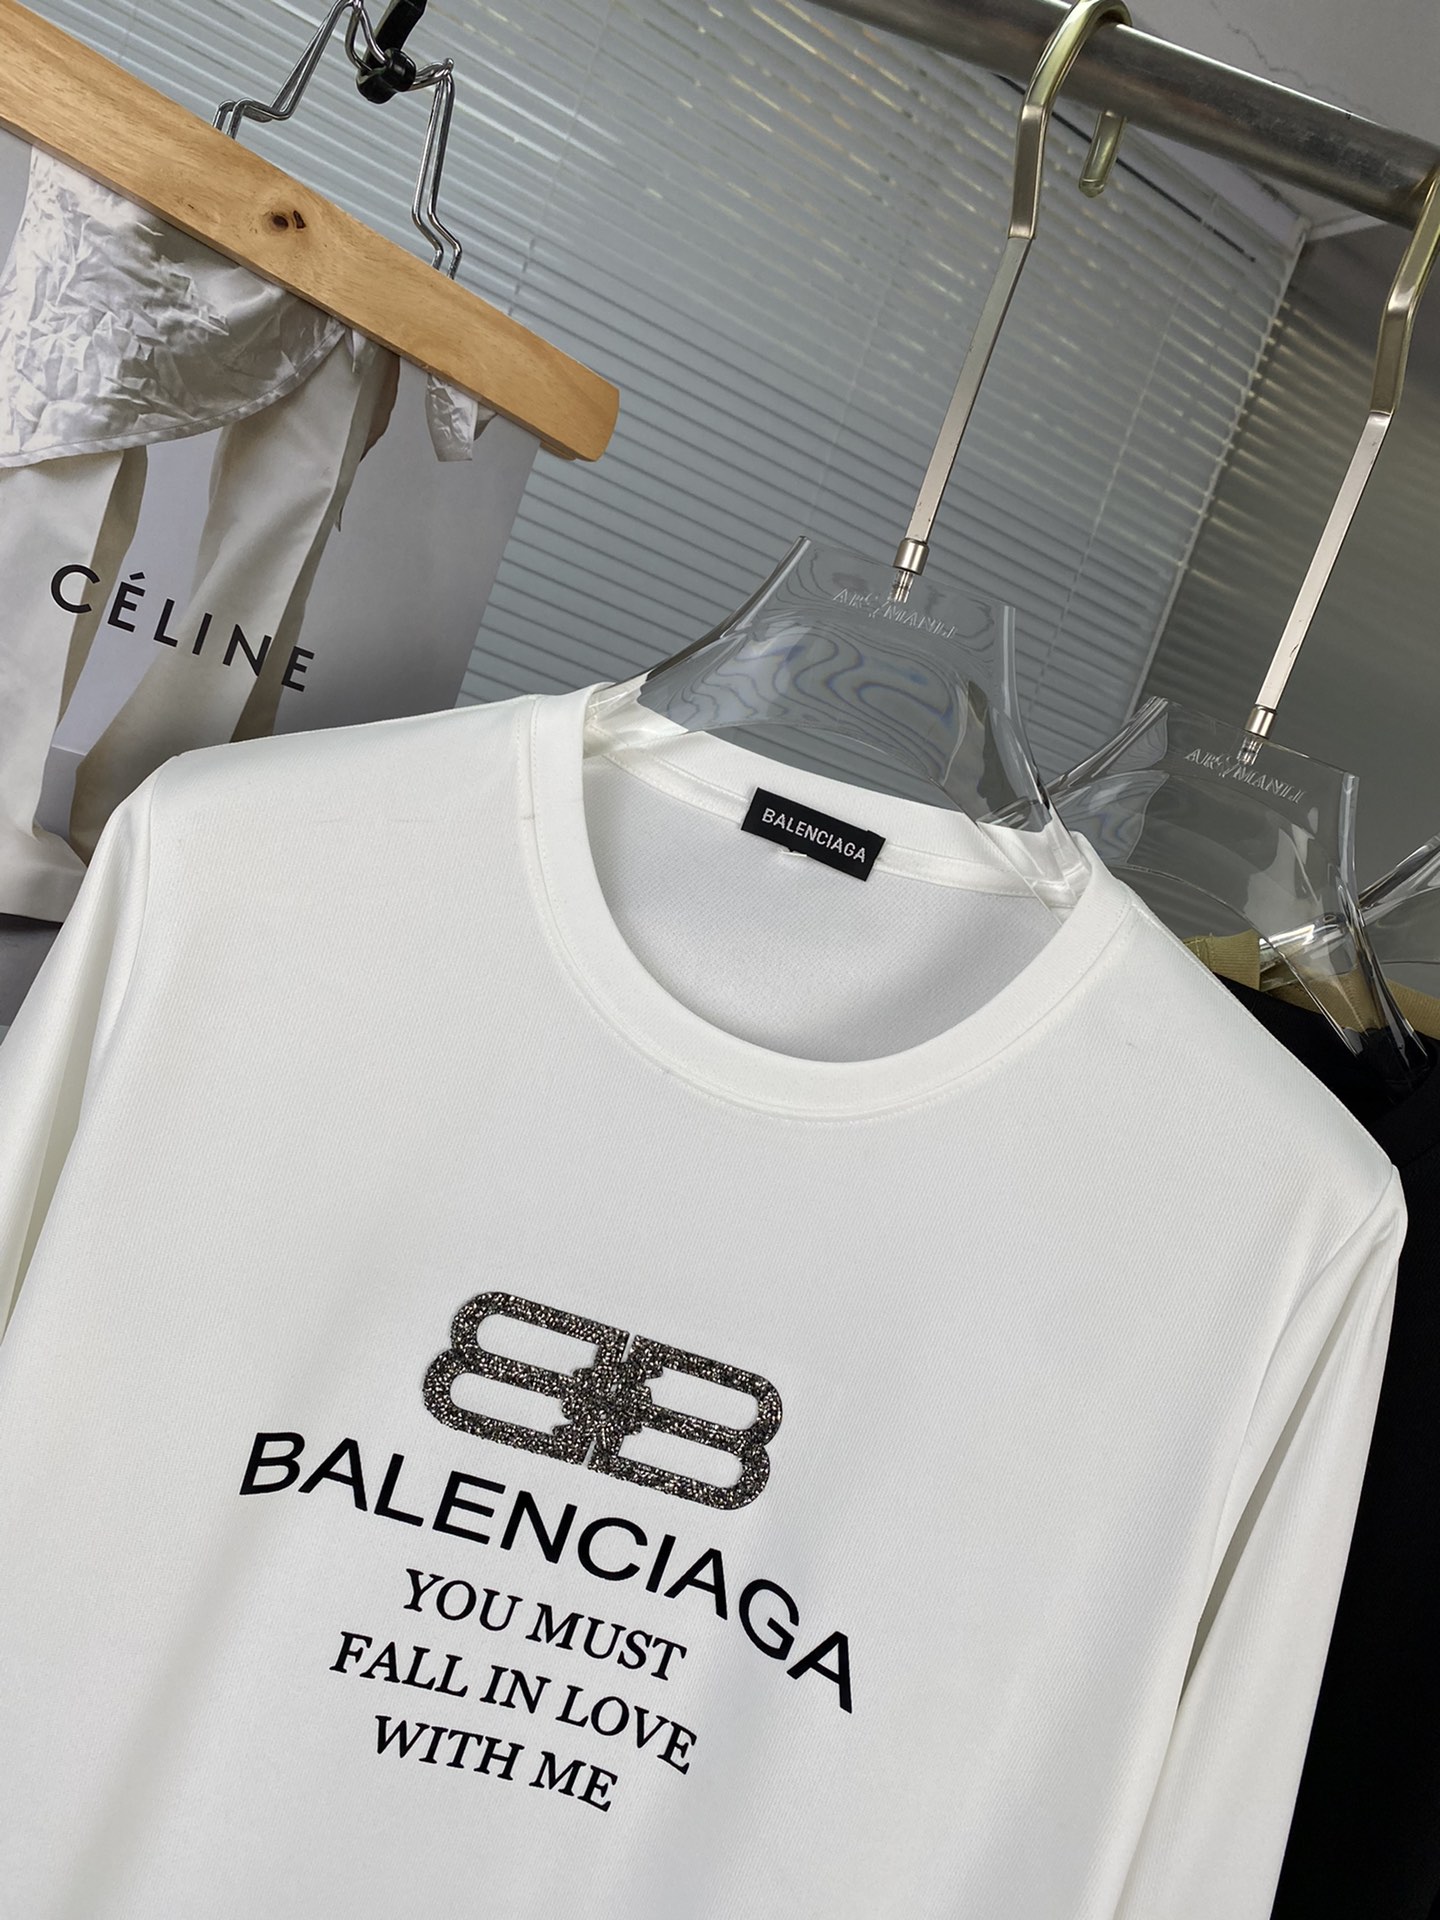 CÉLINE
BALENCIAGA
BALENCIAGA
YOU MUST
FALL IN LOVE
WITH ME